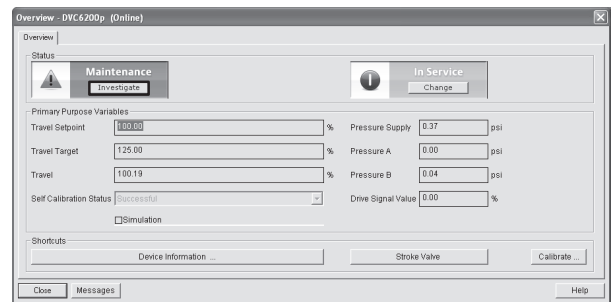 Overview - DVC6200p (Online)
Overview
Status
Maintenance
Investigate
In Service
Change
Primary Purpose Variables
Travel Setpoint 100.00 % Pressure Supply 0.37 psi
Travel Target 125.00 % Pressure A 0.00 psi
Travel 100.19 % Pressure B 0.04 psi
Self Calibration Status Successful Drive Signal Value 0.00 %
Simulation
Shortcuts
Device Information ... Stroke Valve Calibrate ...
Close Messages Help